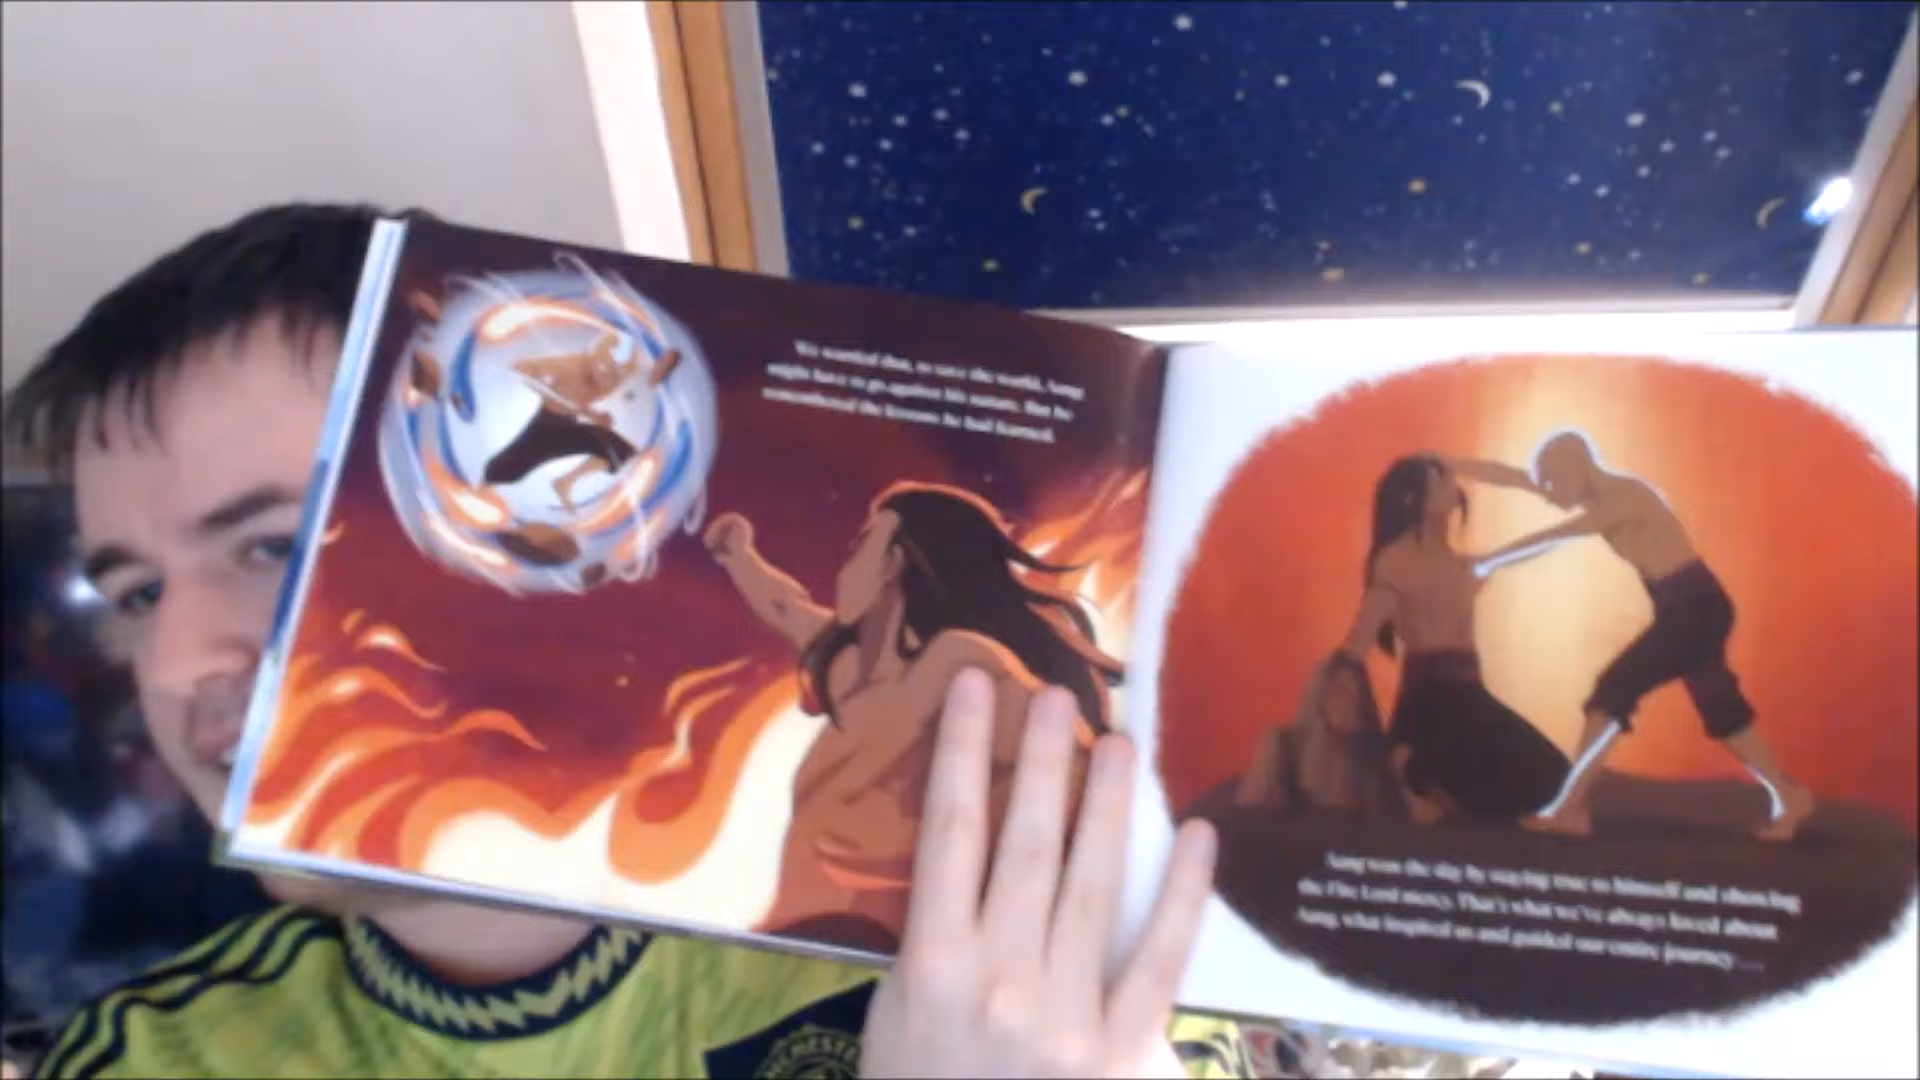 We worried that, to save the world, Aang
might have to go against his nature. But he
remembered the lessons he had learned.
Aang won the day by staying true to himself and showing
the Fire Lord mercy. That's what we've always loved about
Aang, what inspired us and guided our entire journey . . .
CHESTE